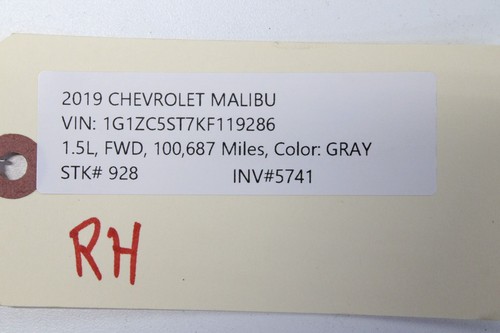 2019 CHEVROLET MALIBU
VIN: 1G1ZC5ST7KF119286
1.5L, FWD, 100,687 Miles, Color: GRAY
STK# 928 INV#5741
RH